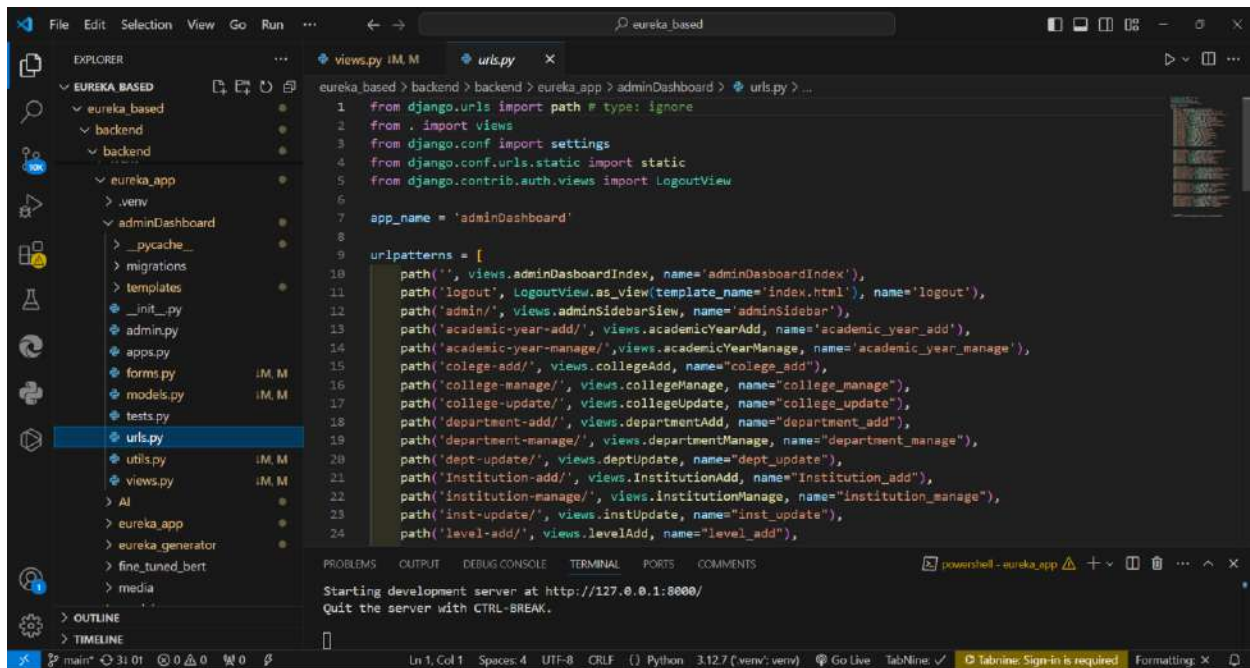 File Edit Selection View Go Run ··· eureka_based
EXPLORER ···
EUREKA_BASED
eureka_based
backend
backend
eureka_app
.venv
adminDashboard
__pycache__
migrations
templates
__init__.py
admin.py
apps.py
forms.py ↓M, M
models.py ↓M, M
tests.py
urls.py
utils.py ↓M, M
views.py ↓M, M
AI
eureka_app
eureka_generator
fine_tuned_bert
media
OUTLINE
TIMELINE
10K
1
views.py ↓M, M urls.py ×
eureka_based > backend > backend > eureka_app > adminDashboard > urls.py > ...
1 from django.urls import path # type: ignore
2 from . import views
3 from django.conf import settings
4 from django.conf.urls.static import static
5 from django.contrib.auth.views import LogoutView
6
7 app_name = 'adminDashboard'
8
9 urlpatterns = [
10 path('', views.adminDasboardIndex, name='adminDasboardIndex'),
11 path('logout', LogoutView.as_view(template_name='index.html'), name='logout'),
12 path('admin/', views.adminSidebarSiew, name='adminSidebar'),
13 path('academic-year-add/', views.academicYearAdd, name='academic_year_add'),
14 path('academic-year-manage/',views.academicYearManage, name='academic_year_manage'),
15 path('colege-add/', views.collegeAdd, name="colege_add"),
16 path('college-manage/', views.collegeManage, name="college_manage"),
17 path('college-update/', views.collegeUpdate, name="college_update"),
18 path('department-add/', views.departmentAdd, name="department_add"),
19 path('department-manage/', views.departmentManage, name="department_manage"),
20 path('dept-update/', views.deptUpdate, name="dept_update"),
21 path('Institution-add/', views.InstitutionAdd, name="Institution_add"),
22 path('institution-manage/', views.institutionManage, name="institution_manage"),
23 path('inst-update/', views.instUpdate, name="inst_update"),
24 path('level-add/', views.levelAdd, name="level_add"),
PROBLEMS OUTPUT DEBUG CONSOLE TERMINAL PORTS COMMENTS powershell - eureka_app
Starting development server at http://127.0.0.1:8000/
Quit the server with CTRL-BREAK.
main* 3↓ 0↑ 0 0 0 Ln 1, Col 1 Spaces: 4 UTF-8 CRLF {} Python 3.12.7 ('.venv': venv) Go Live TabNine: ✓ Tabnine: Sign-in is required Formatting: ×